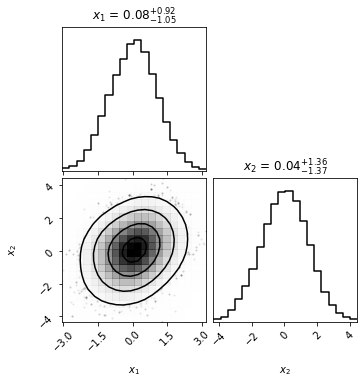 x₁ = 0.08⁺⁰·⁹²₋₁.₀₅
x₂ = 0.04⁺¹·³⁶₋₁.₃₇
4
2
0
−2
−4
x₂
−3.0 −1.5 0.0 1.5 3.0
x₁
−4 −2 0 2 4
x₂